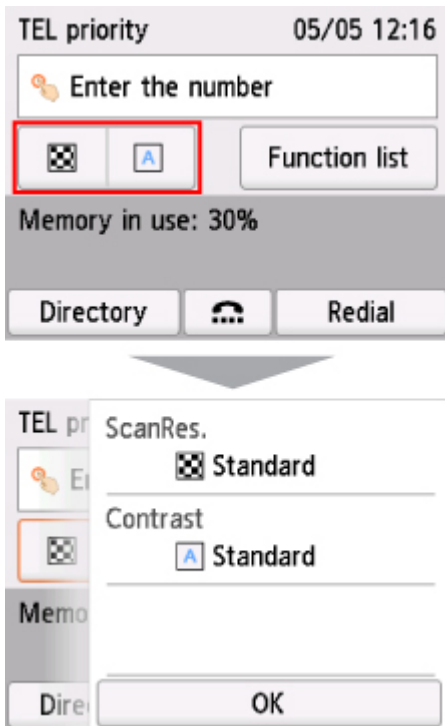 TEL priority 05/05 12:16
Enter the number
A Function list
Memory in use: 30%
Directory Redial
TEL pr ScanRes.
Standard
Contrast
A Standard
Memo
Dire OK